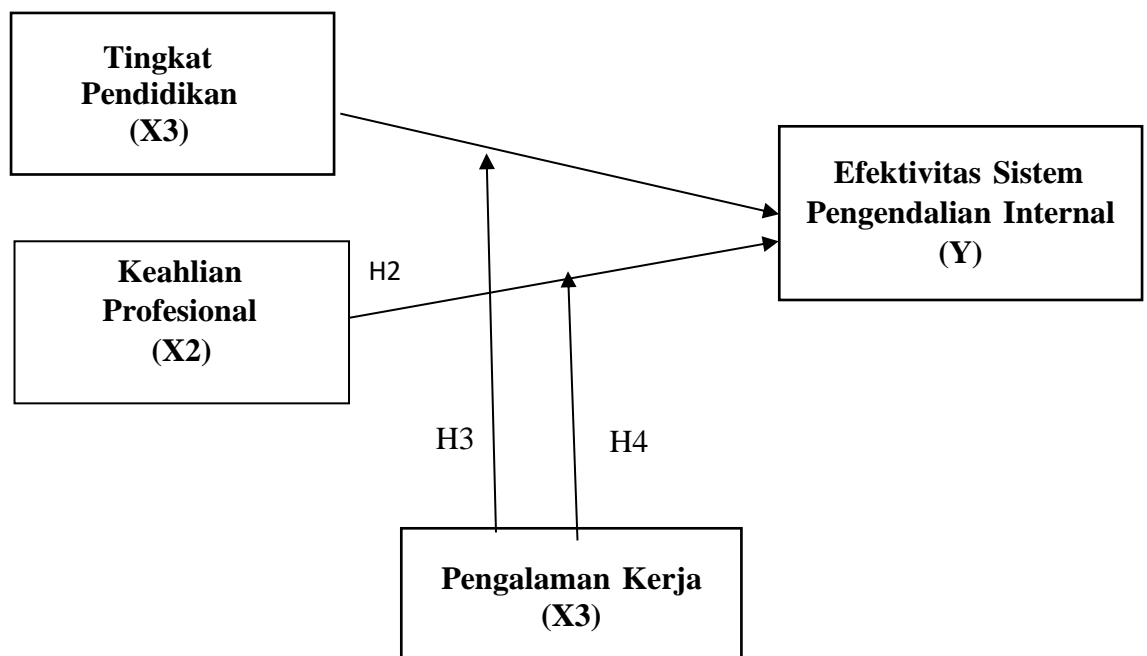 Tingkat
Pendidikan
(X3)
Efektivitas Sistem
Pengendalian Internal
(Y)
Keahlian
Profesional
(X2)
H2
H3
H4
Pengalaman Kerja
(X3)